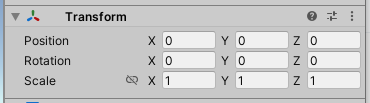 Transform
Position X 0 Y 0 Z 0
Rotation X 0 Y 0 Z 0
Scale X 1 Y 1 Z 1